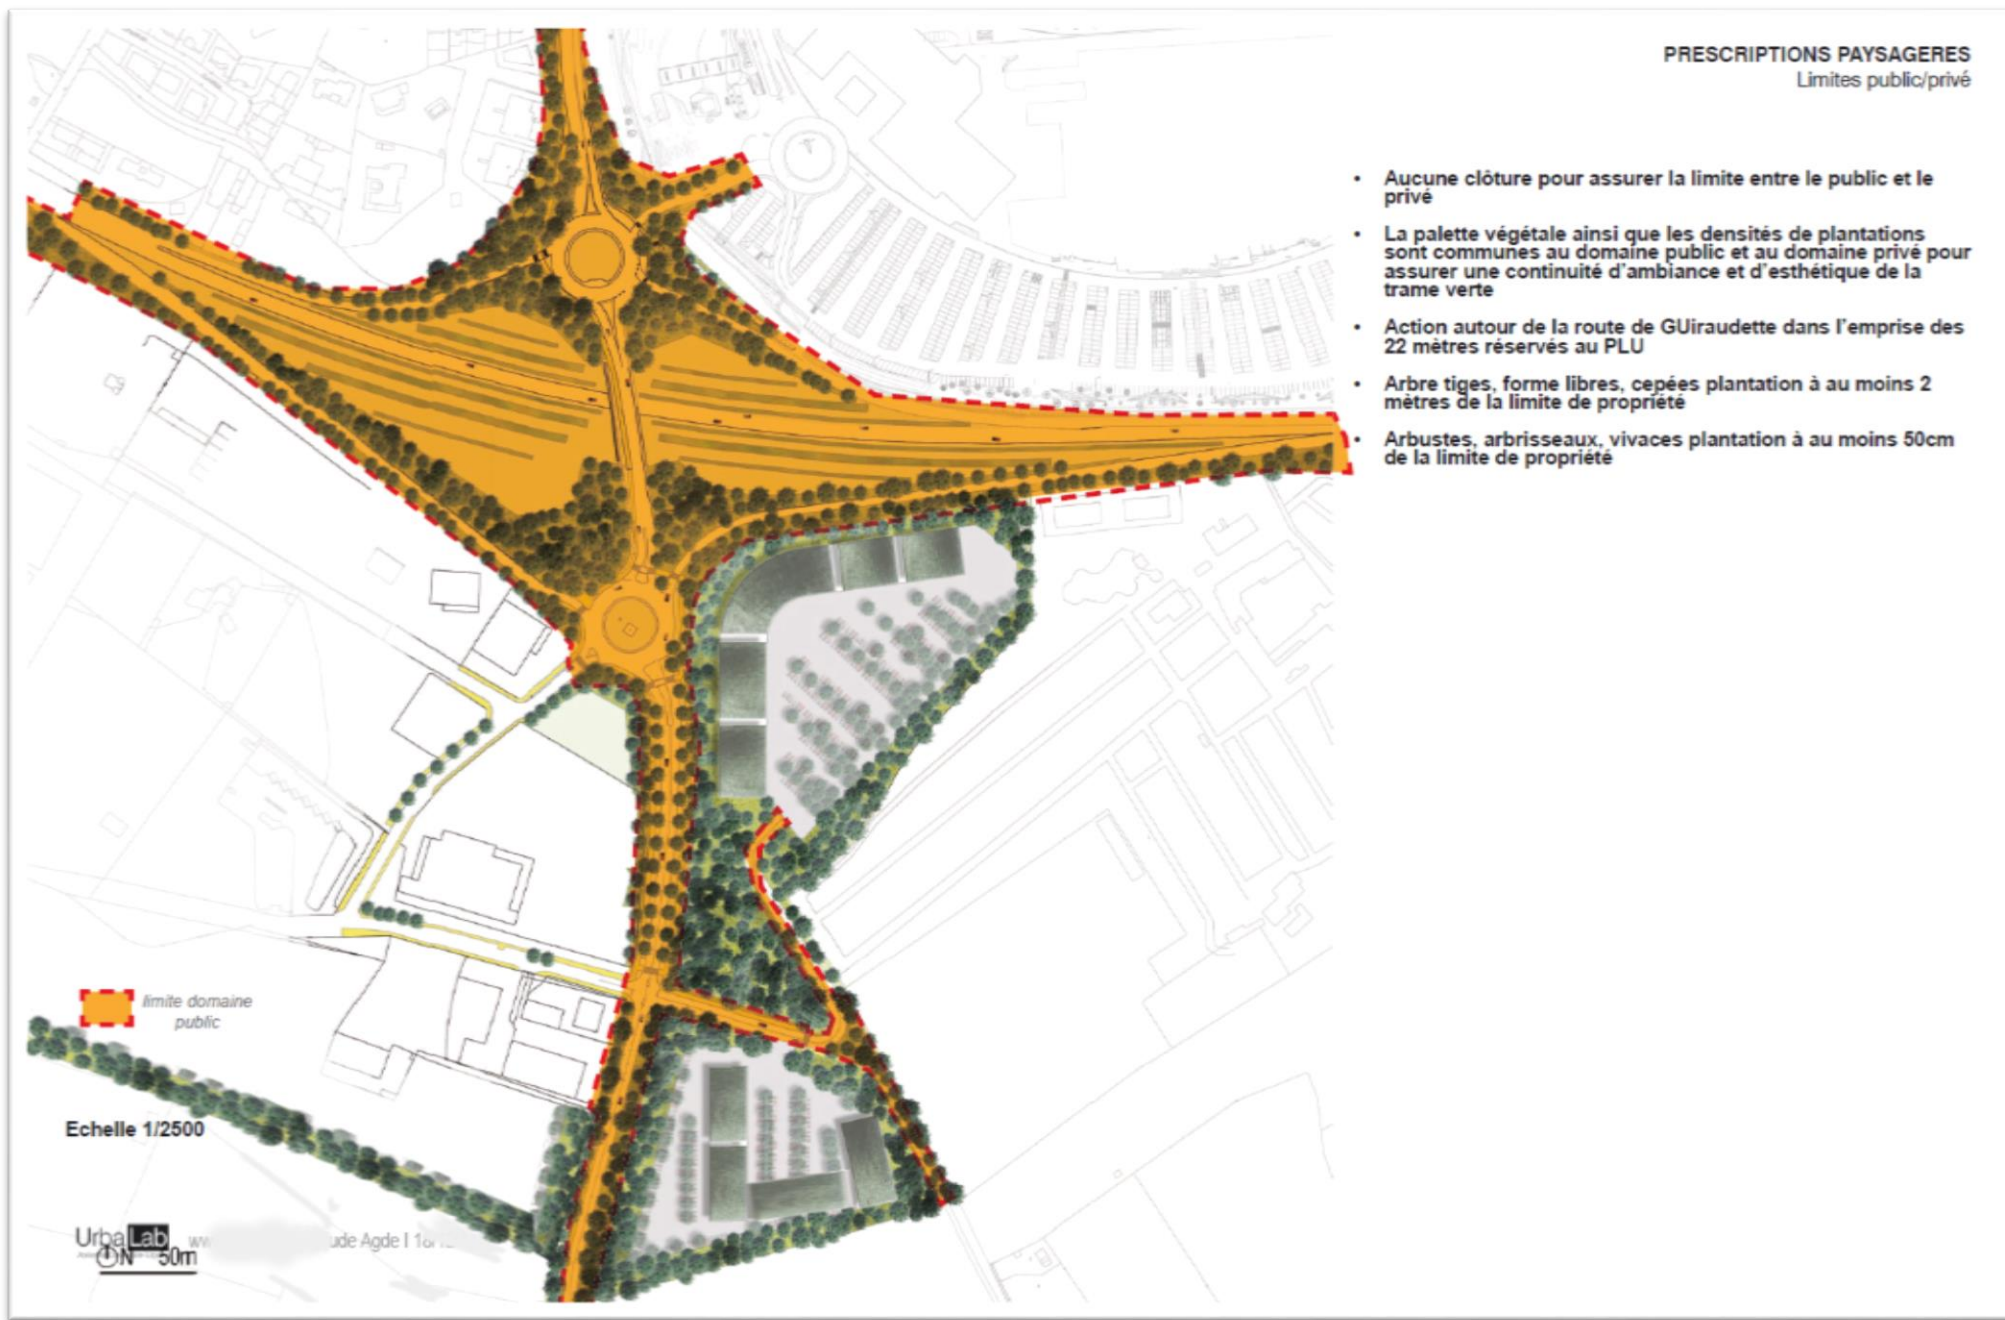 PRESCRIPTIONS PAYSAGERES
Limites public/privé
• Aucune clôture pour assurer la limite entre le public et le
privé
• La palette végétale ainsi que les densités de plantations
sont communes au domaine public et au domaine privé pour
assurer une continuité d'ambiance et d'esthétique de la
trame verte
• Action autour de la route de GUiraudette dans l'emprise des
22 mètres réservés au PLU
• Arbre tiges, forme libres, cepées plantation à au moins 2
mètres de la limite de propriété
• Arbustes, arbrisseaux, vivaces plantation à au moins 50cm
de la limite de propriété
limite domaine
public
Echelle 1/2500
UrbaLab
Agde I
N 50m